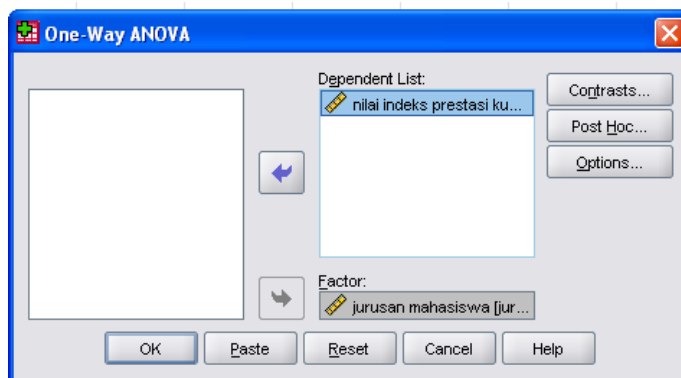 One-Way ANOVA
Dependent List:
nilai indeks prestasi ku...
Contrasts...
Post Hoc...
Options...
Factor:
jurusan mahasiswa [jur...
OK
Paste
Reset
Cancel
Help